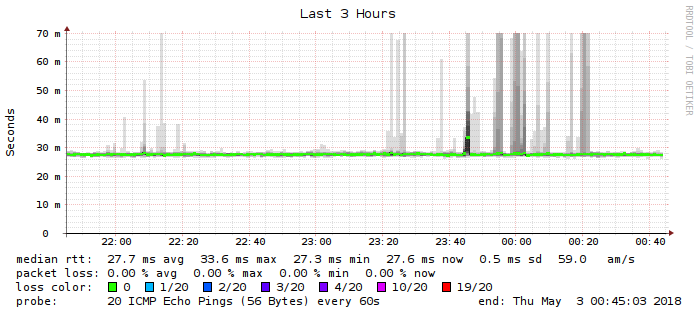 Last 3 Hours
RRDTOOL / TOBI OETIKER
Seconds
70 m
60 m
50 m
40 m
30 m
20 m
10 m
0
22:00 22:20 22:40 23:00 23:20 23:40 00:00 00:20 00:40
median rtt: 27.7 ms avg 33.6 ms max 27.3 ms min 27.6 ms now 0.5 ms sd 59.0 am/s
packet loss: 0.00 % avg 0.00 % max 0.00 % min 0.00 % now
loss color: 0 1/20 2/20 3/20 4/20 10/20 19/20
probe: 20 ICMP Echo Pings (56 Bytes) every 60s end: Thu May 3 00:45:03 2018